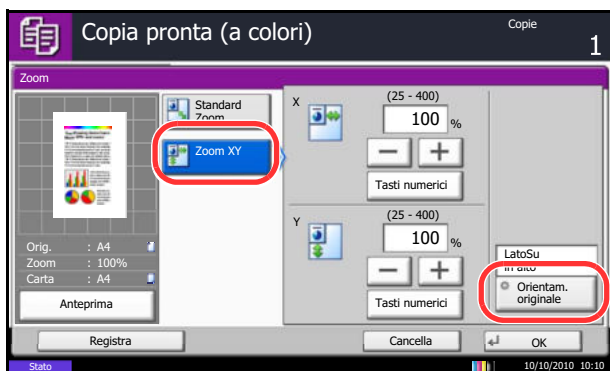 Copia pronta (a colori)
Copie
1
Zoom
Standard
Zoom
Zoom XY
X
(25 - 400)
100 %
Tasti numerici
Y
(25 - 400)
100 %
Tasti numerici
Orig. : A4
Zoom : 100%
Carta : A4
Anteprima
LatoSu
in alto
Orientam.
originale
Registra
Cancella
OK
Stato
10/10/2010 10:10